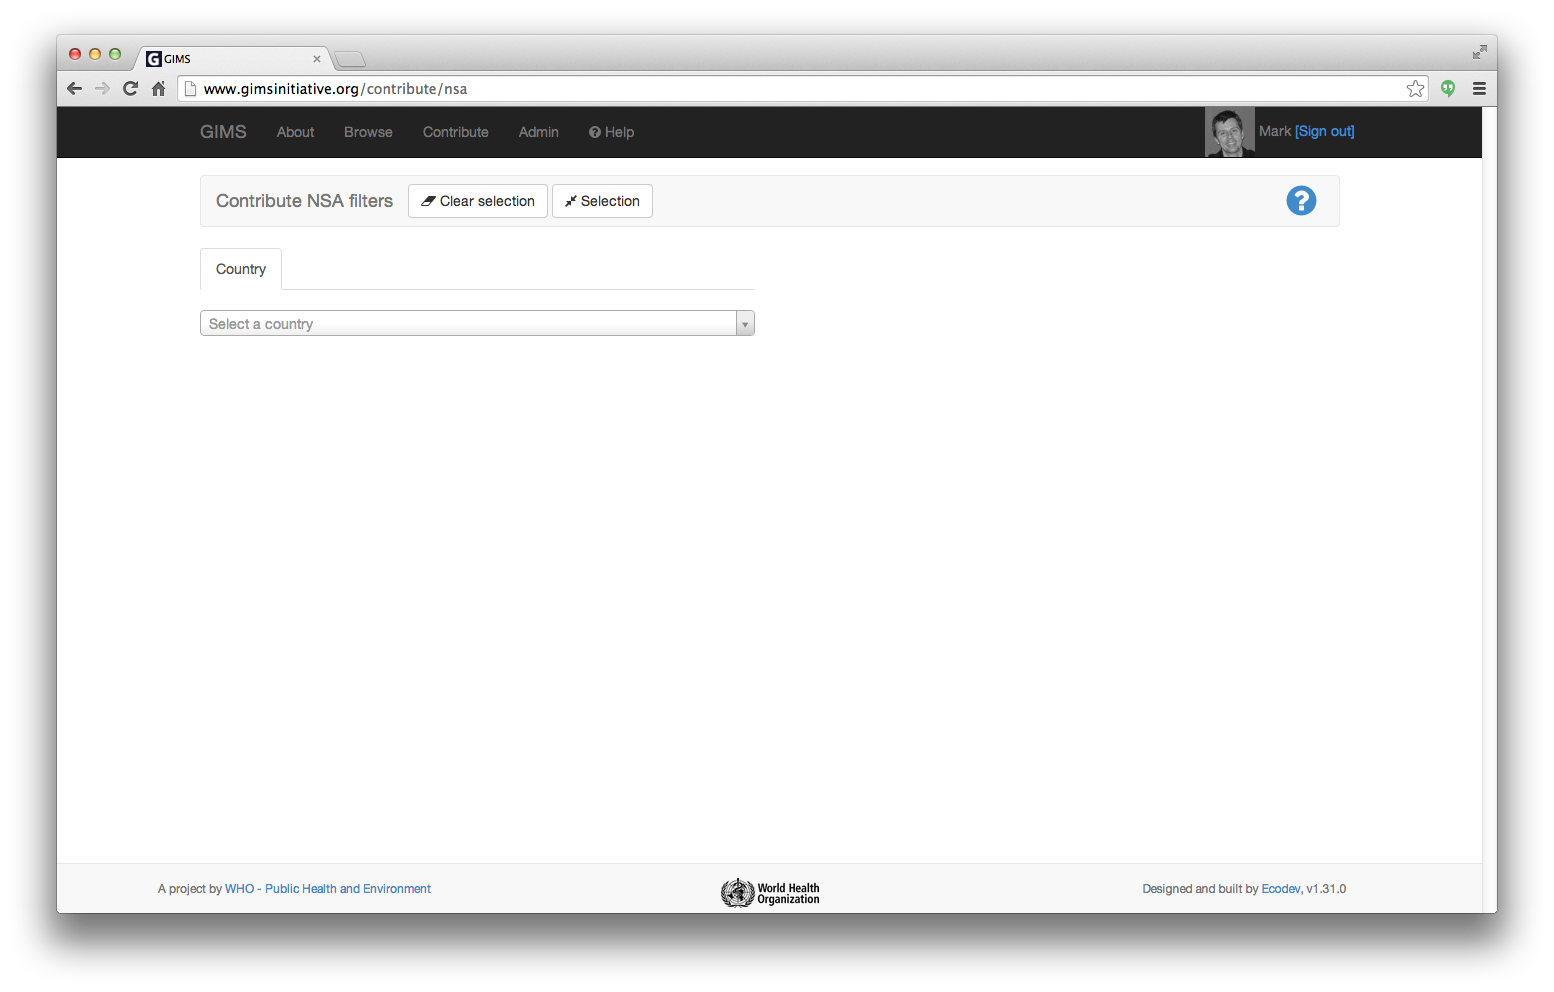 GIMS
www.gimsinitiative.org/contribute/nsa
GIMS About Browse Contribute Admin Help Mark [Sign out]
Contribute NSA filters Clear selection Selection
Country
Select a country
A project by WHO - Public Health and Environment
World Health
Organization
Designed and built by Ecodev, v1.31.0